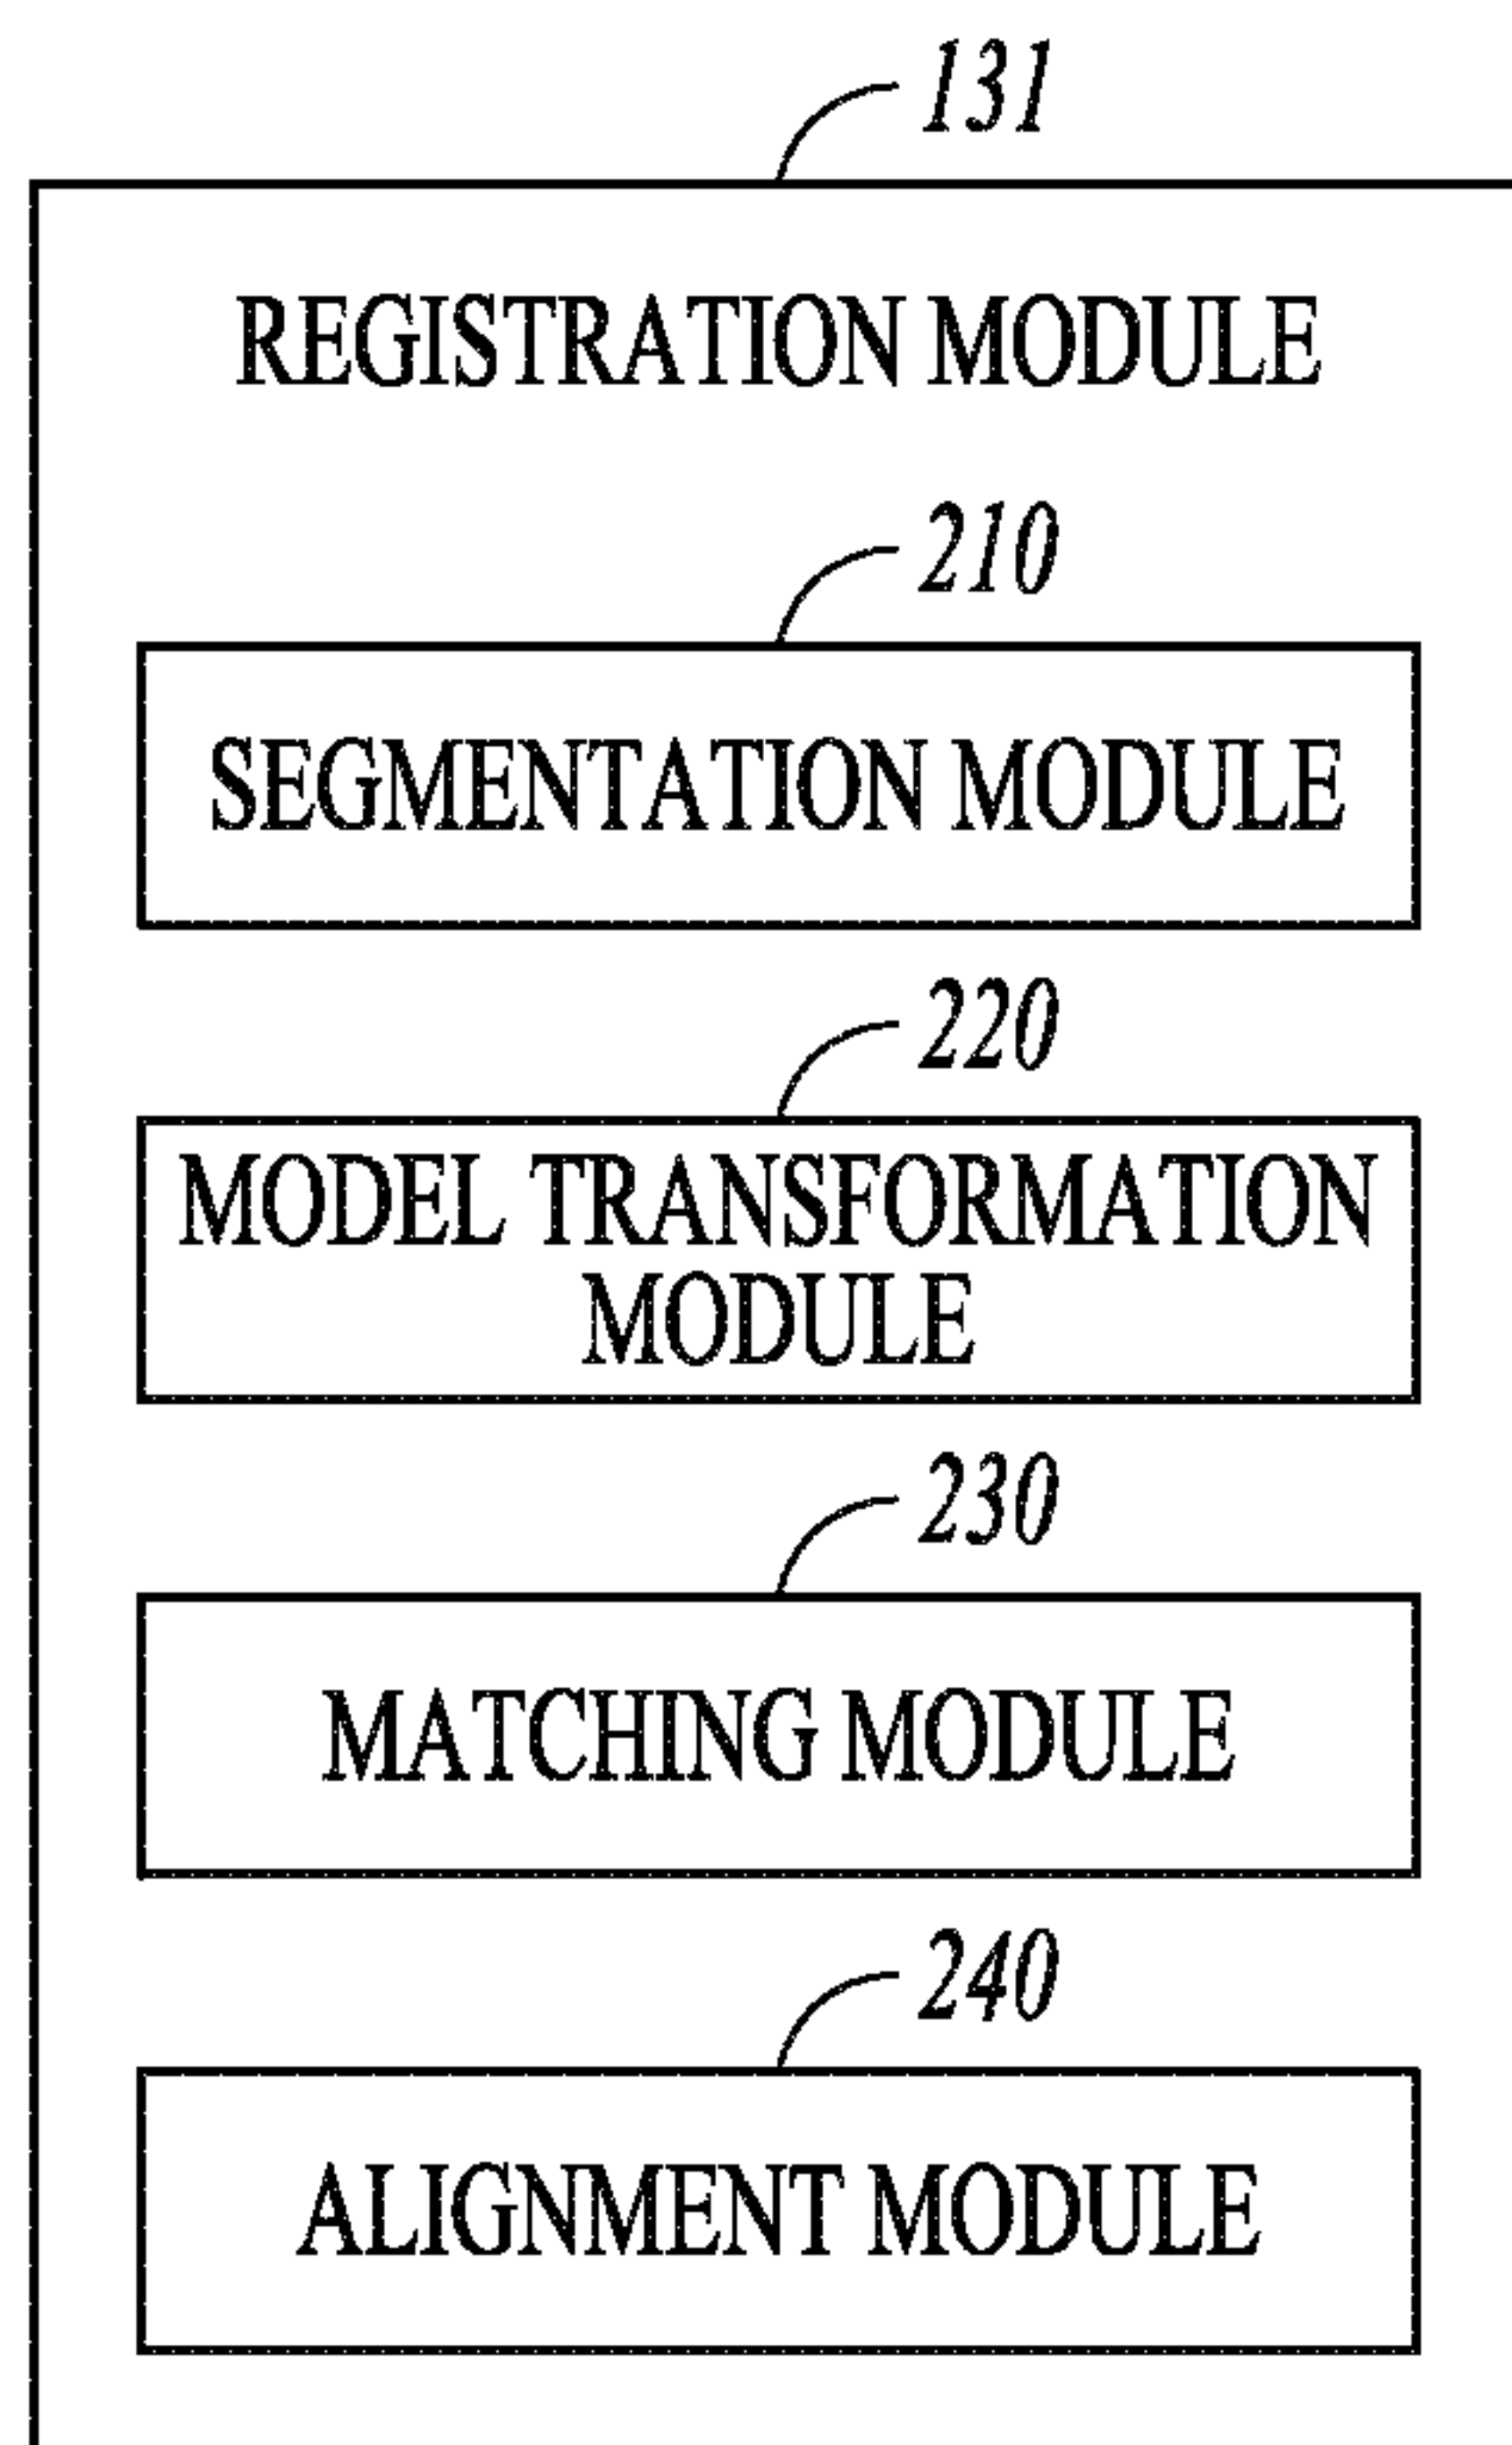 131
REGISTRATION MODULE
210
SEGMENTATION MODULE
220
MODEL TRANSFORMATION
MODULE
230
MATCHING MODULE
240
ALIGNMENT MODULE